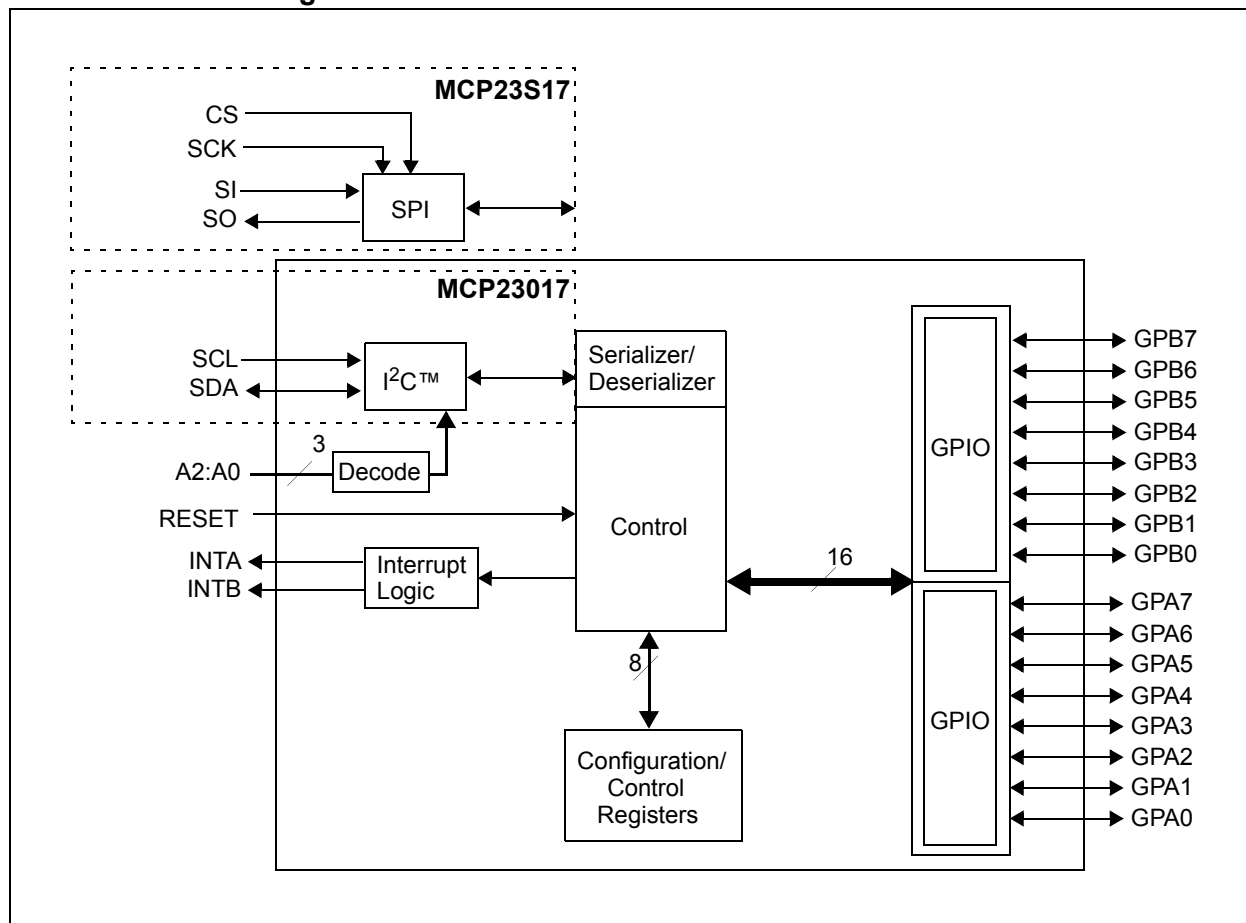 MCP23S17
CS
SCK
SI
SO
SPI
MCP23017
SCL
SDA
I²C™
Serializer/
Deserializer
A2:A0
3
Decode
RESET
Control
INTA
INTB
Interrupt
Logic
16
8
Configuration/
Control
Registers
GPIO
GPB7
GPB6
GPB5
GPB4
GPB3
GPB2
GPB1
GPB0
GPIO
GPA7
GPA6
GPA5
GPA4
GPA3
GPA2
GPA1
GPA0